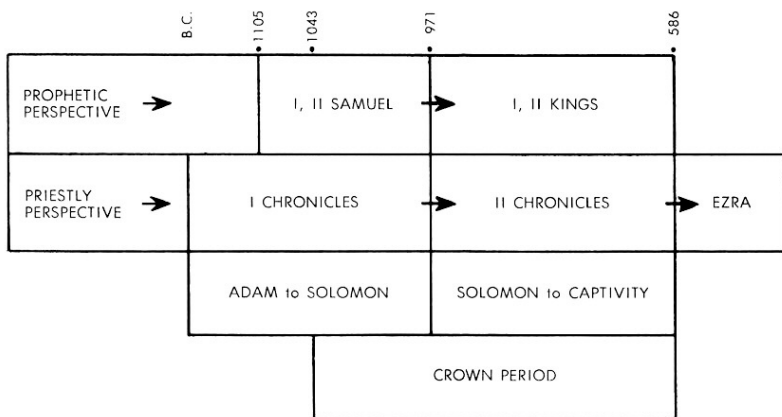 B.C.
1105
1043
971
586
PROPHETIC
PERSPECTIVE
I, II SAMUEL
I, II KINGS
PRIESTLY
PERSPECTIVE
I CHRONICLES
II CHRONICLES
EZRA
ADAM to SOLOMON
SOLOMON to CAPTIVITY
CROWN PERIOD